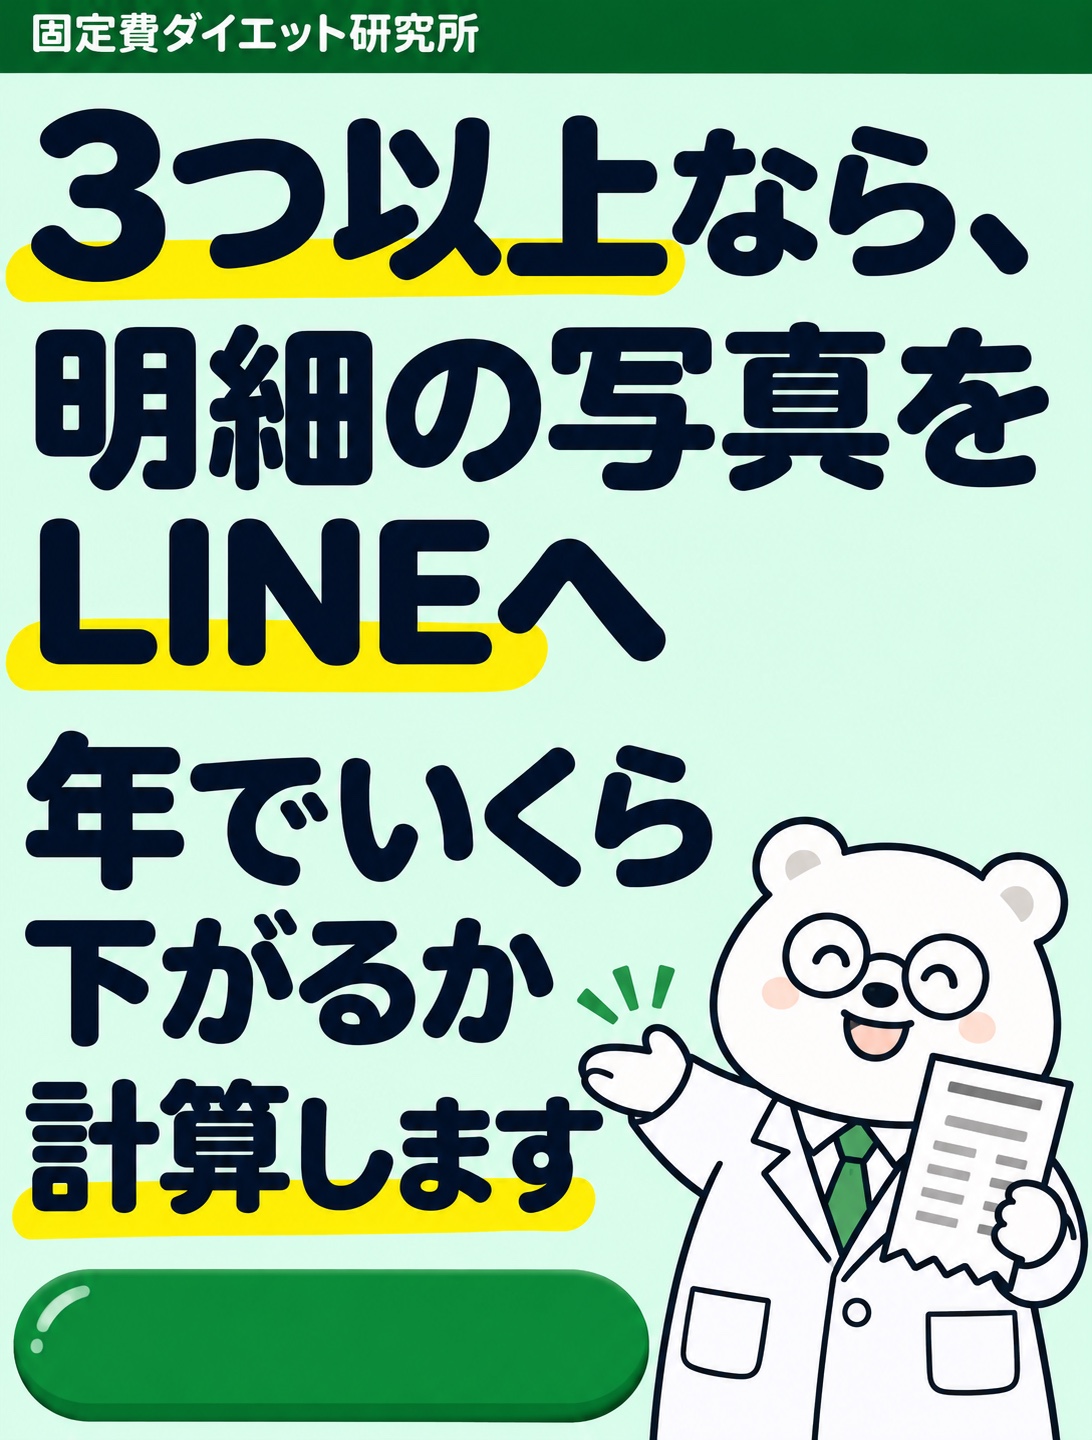 固定費ダイエット研究所
3つ以上なら、
明細の写真を
LINEへ
年でいくら
下がるか
計算します